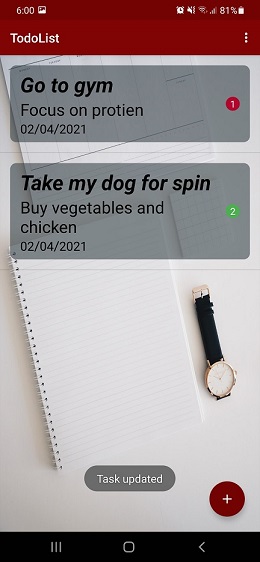 6:00 81%
TodoList
Go to gym
Focus on protien
1
02/04/2021
Take my dog for spin
Buy vegetables and
2
chicken
02/04/2021
Task updated
+